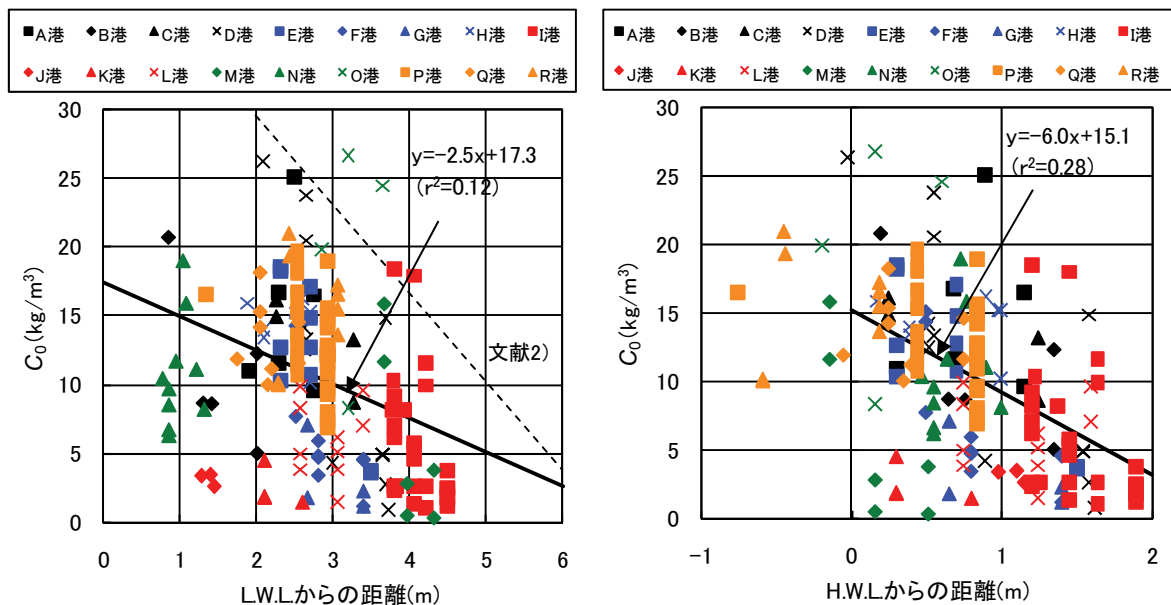 A港 B港 C港 D港 E港 F港 G港 H港 I港
J港 K港 L港 M港 N港 O港 P港 Q港 R港
30
25
20
15
10
5
0
C0(kg/m3)
y=-2.5x+17.3
(r2=0.12)
文献2)
0 1 2 3 4 5 6
L.W.L.からの距離(m)
A港 B港 C港 D港 E港 F港 G港 H港 I港
J港 K港 L港 M港 N港 O港 P港 Q港 R港
30
25
20
15
10
5
0
C0(kg/m3)
y=-6.0x+15.1
(r2=0.28)
-1 0 1 2
H.W.L.からの距離(m)